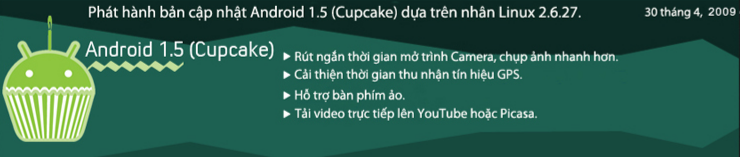 Phát hành bản cập nhật Android 1.5 (Cupcake) dựa trên nhân Linux 2.6.27.
30 tháng 4, 2009
Android 1.5 (Cupcake)
▶ Rút ngắn thời gian mở trình Camera, chụp ảnh nhanh hơn.
▶ Cải thiện thời gian thu nhận tín hiệu GPS.
▶ Hỗ trợ bàn phím ảo.
▶ Tải video trực tiếp lên YouTube hoặc Picasa.